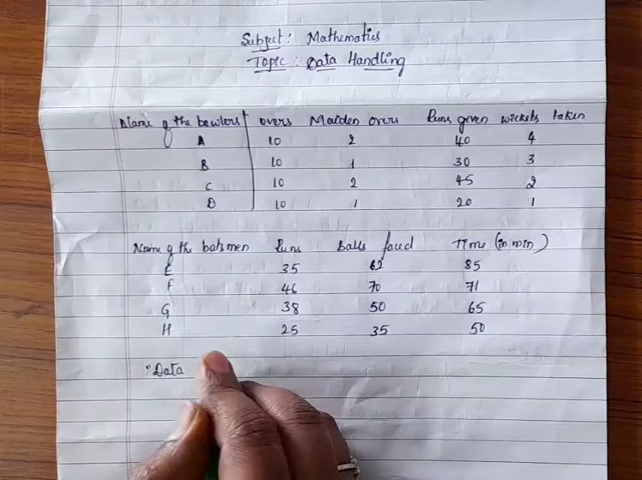 Subject: Mathematics
Topic: Data Handling
Name of the bowlers overs Maiden overs Runs given wickets taken
A 10 2 40 4
B 10 1 30 3
C 10 2 45 2
D 10 1 20 1
Name of the batsmen Runs Balls faced Time (in min)
E 35 62 85
F 46 70 71
G 38 50 65
H 25 35 50
"Data